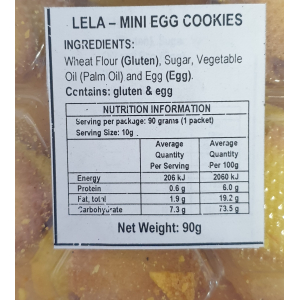 LELA – MINI EGG COOKIES
INGREDIENTS:
Wheat Flour (Gluten), Sugar, Vegetable
Oil (Palm Oil) and Egg (Egg).
Contains: gluten & egg
NUTRITION INFORMATION
Serving per package: 90 grams (1 packet)
Serving Size: 10g
Average Quantity Per Serving Average Quantity Per 100g
Energy 206 kJ 2060 kJ
Protein 0.6 g 6.0 g
Fat, total 1.9 g 19.2 g
Carbohydrate 7.3 g 73.5 g
Net Weight: 90g